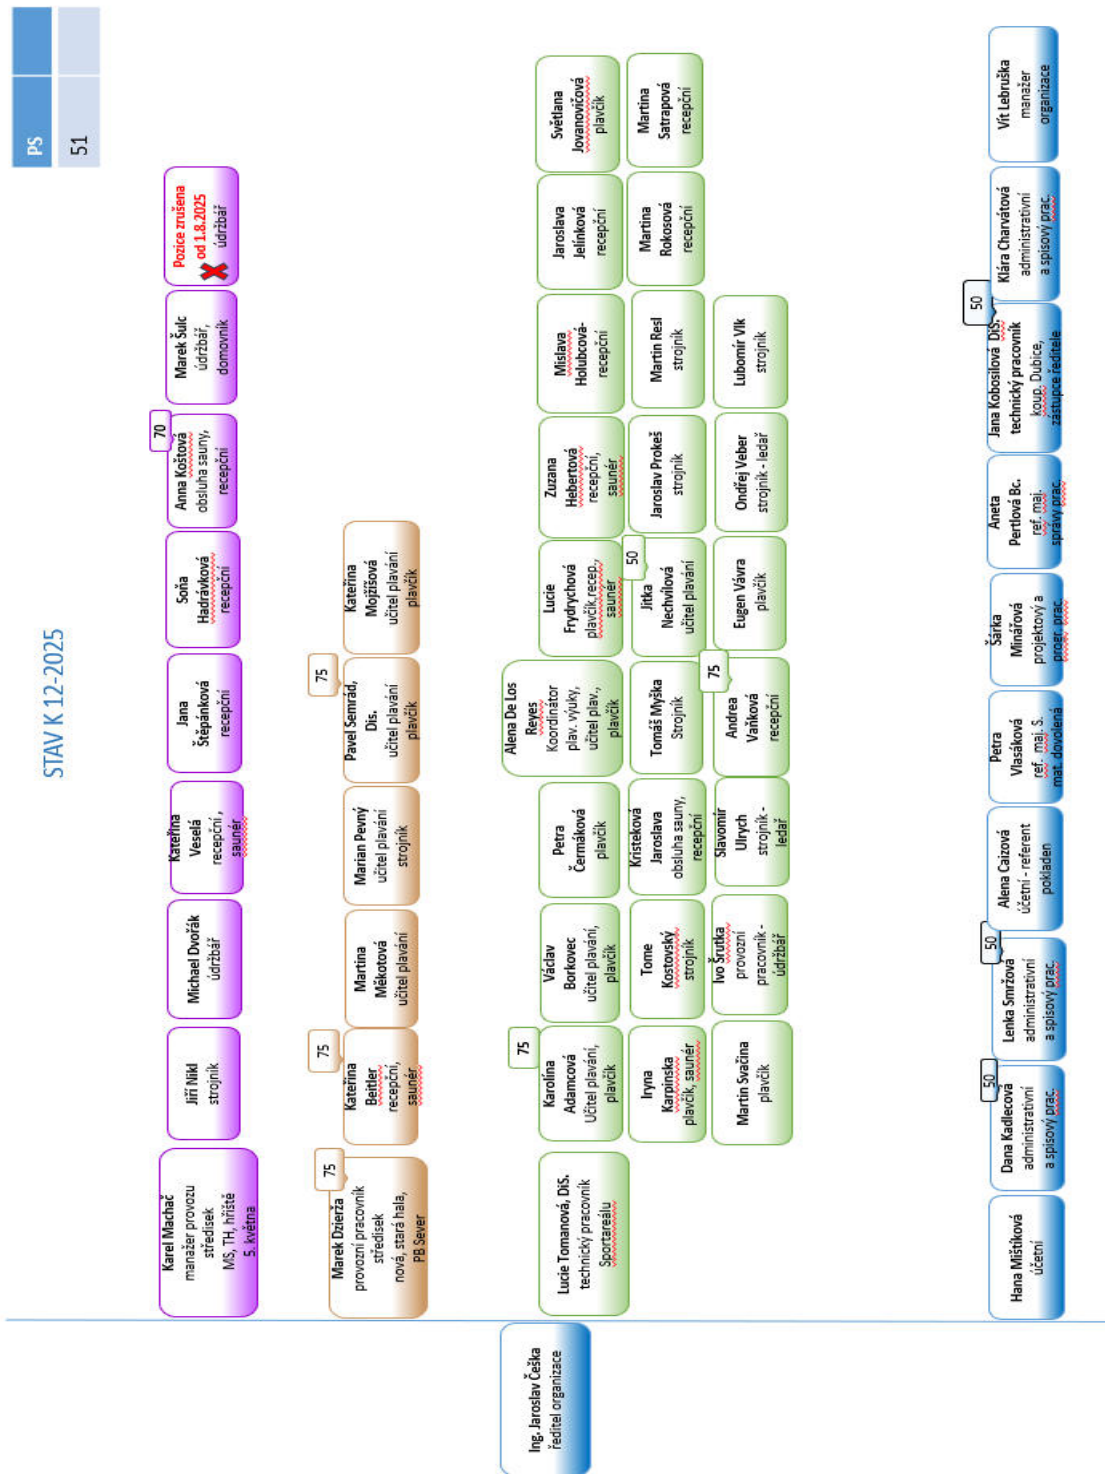 STAV K 12-2025
PS
51
Ing. Jaroslav Češka
ředitel organizace
Karel Machač
manažer provozu
středisek
MS, TH, hřiště
5. května
Jiří Nikl
strojník
Michael Dvořák
údržbář
Kateřina
Veselá
recepční ,
saunér
Jana
Štěpánková
recepční
Soňa
Hadrávková
recepční
70
Anna Koštová
obsluha sauny,
recepční
Marek Šulc
údržbář,
domovník
Pozice zrušena
od 1.8.2025
údržbář
75
Marek Dzierža
provozní pracovník
středisek
nová, stará hala,
PB Sever
75
Kateřina
Beitler
recepční,
saunér
Martina
Měkotová
učitel plavání
Marian Pevný
učitel plavání
strojník
75
Pavel Semrád,
Dis.
učitel plavání
plavčík
Kateřina
Mojžíšová
učitel plavání
plavčík
Lucie Tomanová, DiS.
technický pracovník
Sportareálu
75
Karolína
Adamcová
Učitel plavání,
plavčík
Václav
Borkovec
učitel plavání,
plavčík
Petra
Čermáková
plavčík
Alena De Los
Reyes
Koordinátor
plav. výuky,
učitel plav.,
plavčík
Lucie
Frydrychová
plavčík,recep.,
saunér
Zuzana
Hebertová
recepční,
saunér
Mislava
Holubcová-
recepční
Jaroslava
Jelínková
recepční
Světlana
Jovanovičová
plavčík
Iryna
Karpinska
plavčík, saunér
Tome
Kostovský
strojník
Kristeková
Jaroslava
obsluha sauny,
recepční
Tomáš Myška
Strojník
50
Jitka
Nechvílová
učitel plavání
Jaroslav Prokeš
strojník
Martin Resl
strojník
Martina
Rokosová
recepční
Martina
Satrapová
recepční
Martin Svačina
plavčík
Ivo Šrutka
provozní
pracovník -
údržbář
Slavomír
Ulrych
strojník -
ledař
75
Andrea
Vaňková
recepční
Eugen Vávra
plavčík
Ondřej Veber
strojník - ledař
Lubomír Vlk
strojník
Hana Mištíková
účetní
50
Dana Kadlecová
administrativní
a spisový prac.
50
Lenka Smržová
administrativní
a spisový prac.
Alena Caizová
účetní - referent
pokladen
Petra
Vlasáková
ref. maj. S.
mat. dovolená
Šárka
Minářová
projektový a
progr. prac.
Aneta
Pertlová Bc.
ref. maj.
správy prac.
50
Jana Kobosilová DiS.
technický pracovník
koup. Dubice,
zástupce ředitele
Klára Charvátová
administrativní
a spisový prac.
Vít Lebruška
manažer
organizace